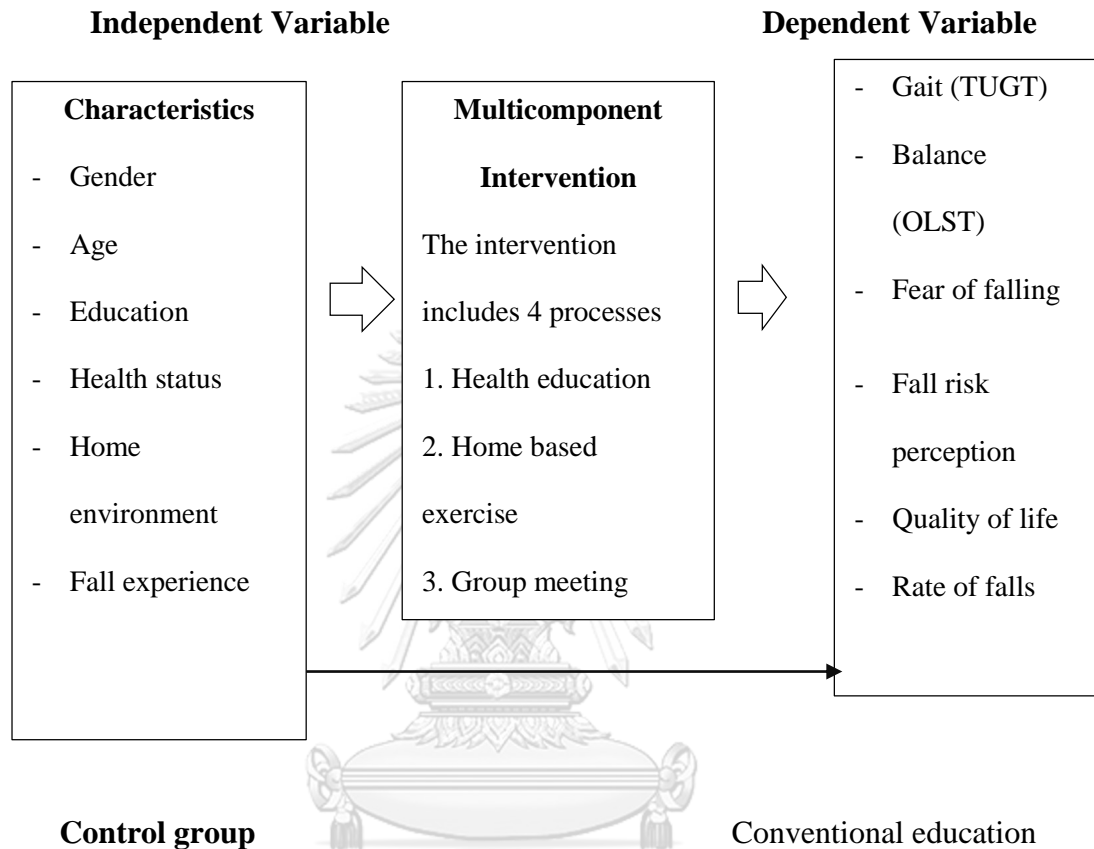 Independent Variable
Dependent Variable
Characteristics
- Gender
- Age
- Education
- Health status
- Home
environment
- Fall experience
Multicomponent
Intervention
The intervention
includes 4 processes
1. Health education
2. Home based
exercise
3. Group meeting
- Gait (TUGT)
- Balance
(OLST)
- Fear of falling
- Fall risk
perception
- Quality of life
- Rate of falls
Control group
Conventional education